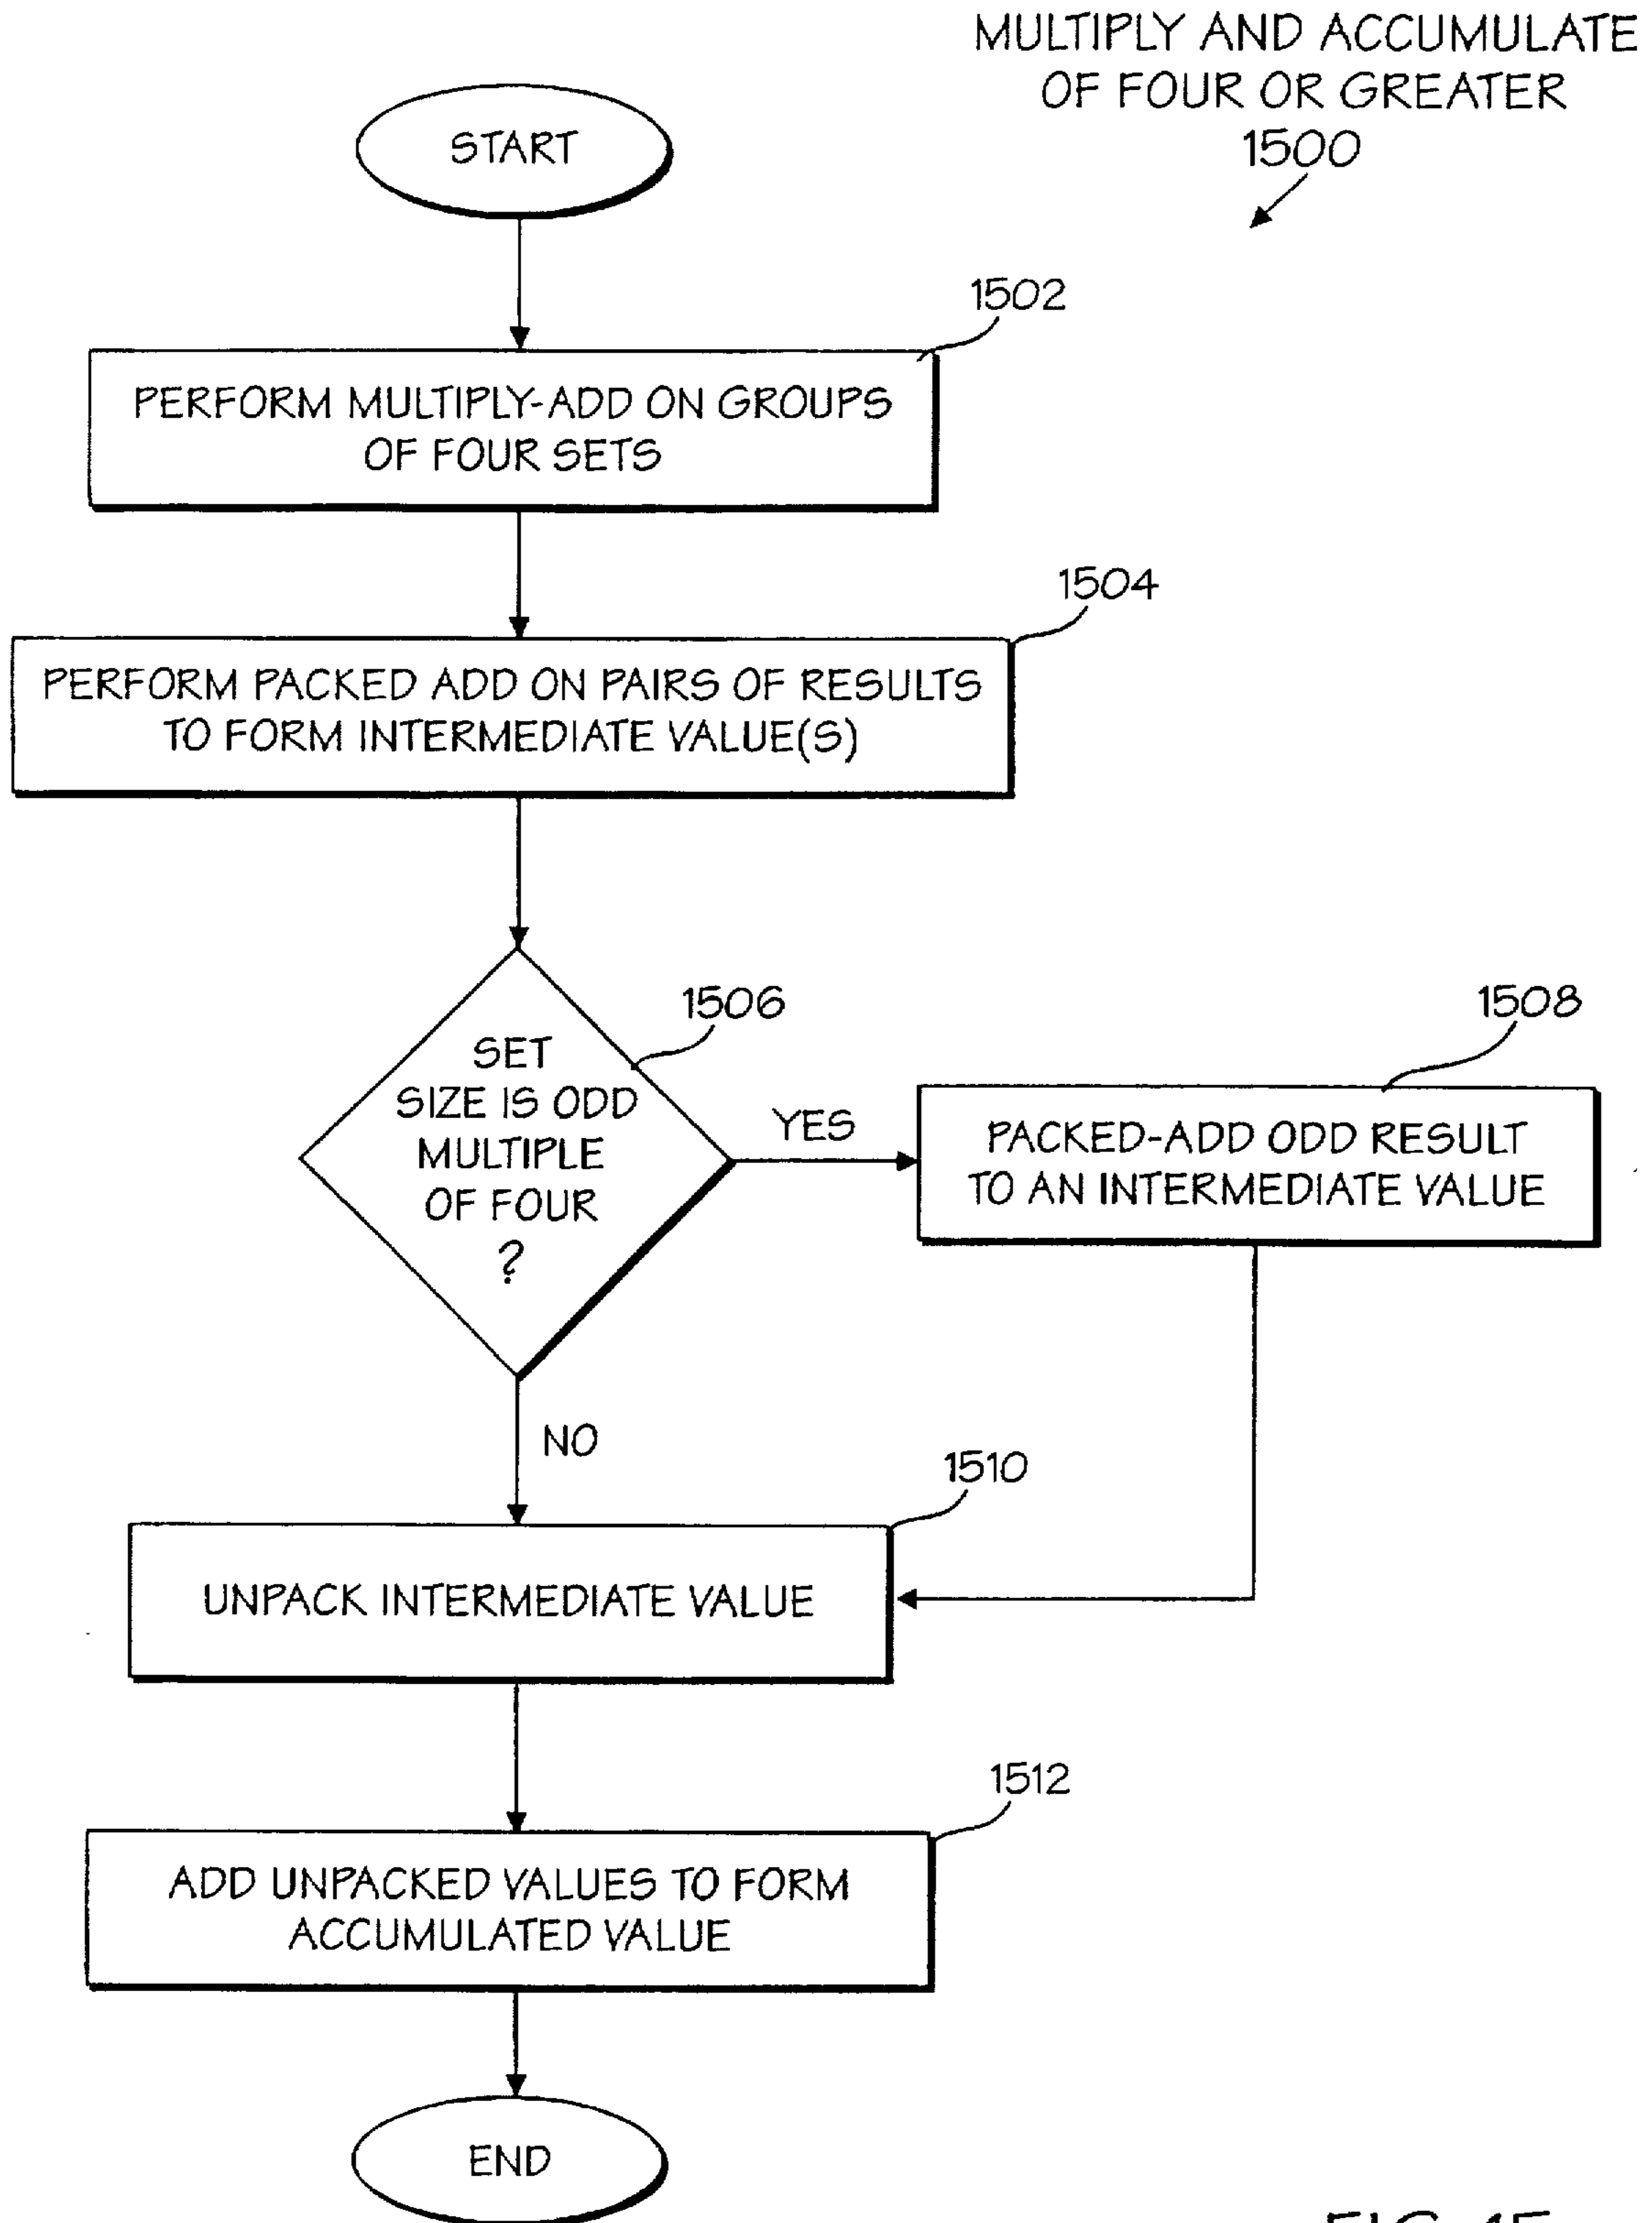 MULTIPLY AND ACCUMULATE
OF FOUR OR GREATER
1500
START
1502
PERFORM MULTIPLY-ADD ON GROUPS
OF FOUR SETS
1504
PERFORM PACKED ADD ON PAIRS OF RESULTS
TO FORM INTERMEDIATE VALUE(S)
1506
SET
SIZE IS ODD
MULTIPLE
OF FOUR
?
YES
1508
PACKED-ADD ODD RESULT
TO AN INTERMEDIATE VALUE
NO
1510
UNPACK INTERMEDIATE VALUE
1512
ADD UNPACKED VALUES TO FORM
ACCUMULATED VALUE
END